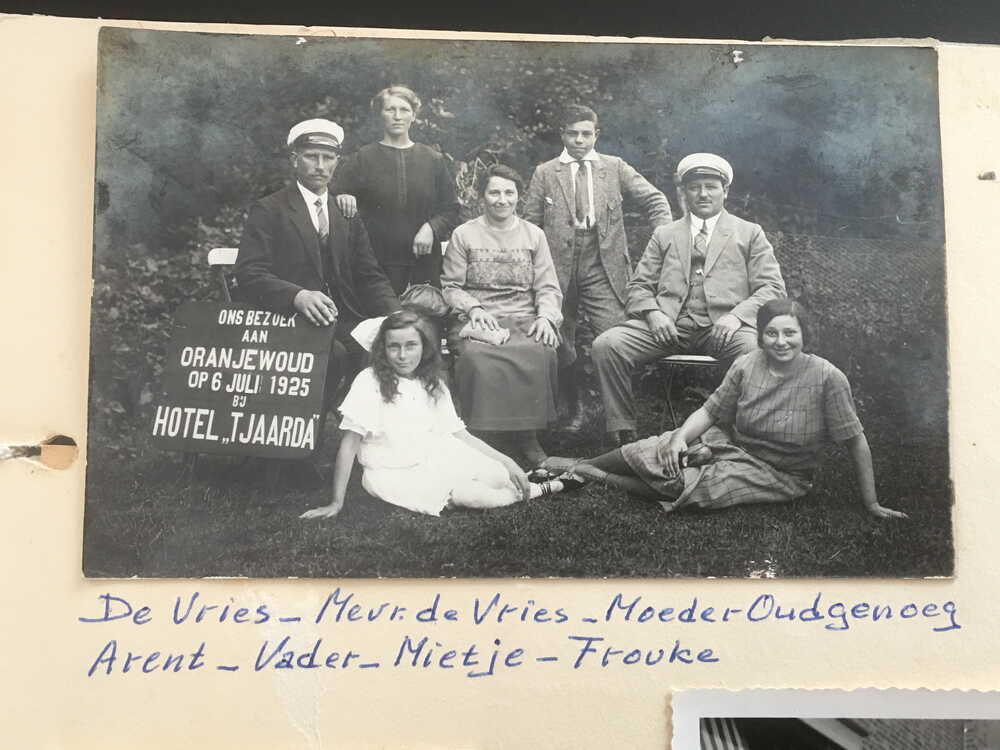 ONS BEZOEK
AAN
ORANJEWOUD
OP 6 JULI 1925
BIJ
HOTEL „TJAARDA"
De Vries - Mevr. de Vries - Moeder Oudgenoeg
Arent - Vader - Mietje - Frouke